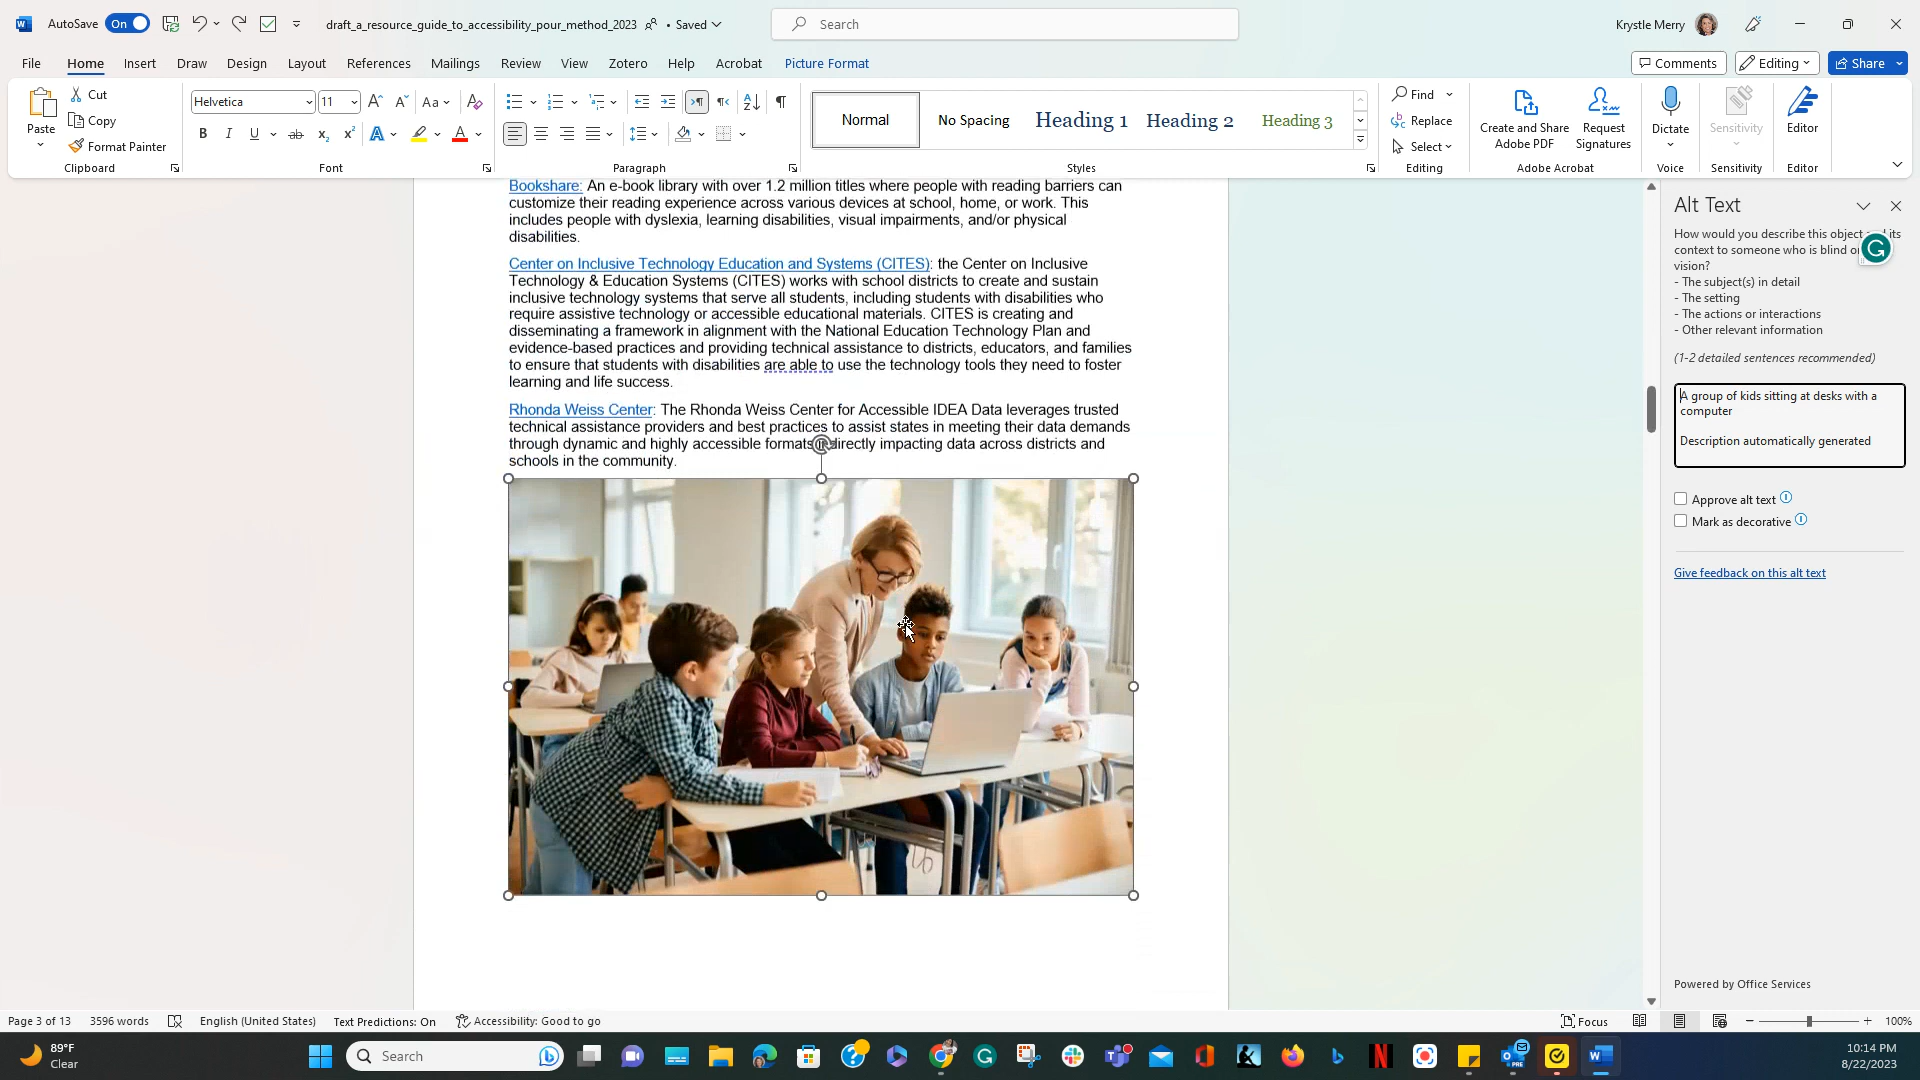 AutoSave On draft_a_resource_guide_to_accessibility_pour_method_2023 • Saved Search Krystle Merry
File Home Insert Draw Design Layout References Mailings Review View Zotero Help Acrobat Picture Format Comments Editing Share
Paste Cut Copy Format Painter
Helvetica 11
Normal No Spacing Heading 1 Heading 2 Heading 3
Find Replace Select
Create and Share Adobe PDF Request Signatures
Dictate Sensitivity Editor
Clipboard Font Paragraph Styles Editing Adobe Acrobat Voice Sensitivity Editor
Bookshare: An e-book library with over 1.2 million titles where people with reading barriers can
customize their reading experience across various devices at school, home, or work. This
includes people with dyslexia, learning disabilities, visual impairments, and/or physical
disabilities.
Center on Inclusive Technology Education and Systems (CITES): the Center on Inclusive
Technology & Education Systems (CITES) works with school districts to create and sustain
inclusive technology systems that serve all students, including students with disabilities who
require assistive technology or accessible educational materials. CITES is creating and
disseminating a framework in alignment with the National Education Technology Plan and
evidence-based practices and providing technical assistance to districts, educators, and families
to ensure that students with disabilities are able to use the technology tools they need to foster
learning and life success.
Rhonda Weiss Center: The Rhonda Weiss Center for Accessible IDEA Data leverages trusted
technical assistance providers and best practices to assist states in meeting their data demands
through dynamic and highly accessible formats directly impacting data across districts and
schools in the community.
Alt Text
How would you describe this object its
context to someone who is blind o
vision?
- The subject(s) in detail
- The setting
- The actions or interactions
- Other relevant information
(1-2 detailed sentences recommended)
A group of kids sitting at desks with a
computer
Description automatically generated
Approve alt text
Mark as decorative
Give feedback on this alt text
Powered by Office Services
Page 3 of 13 3596 words English (United States) Text Predictions: On Accessibility: Good to go Focus 100%
89°F
Clear
Search
10:14 PM
8/22/2023